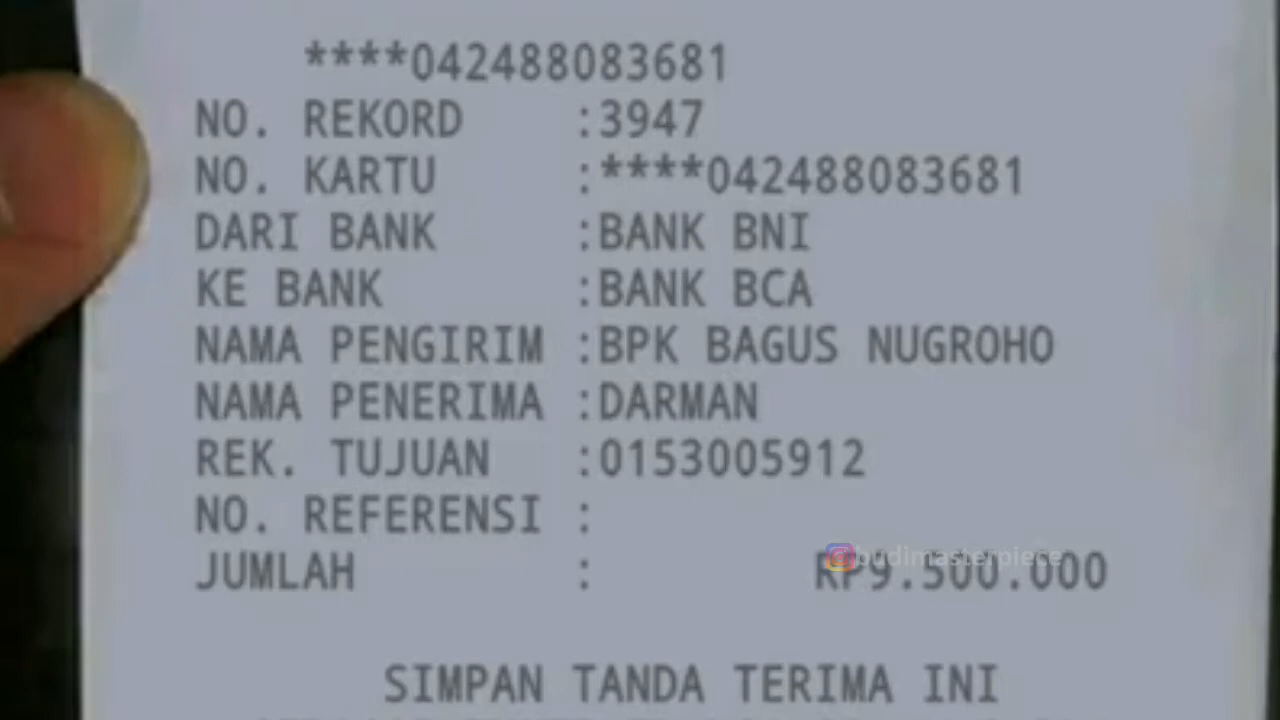 ****042488083681
NO. REKORD :3947
NO. KARTU :****042488083681
DARI BANK :BANK BNI
KE BANK :BANK BCA
NAMA PENGIRIM :BPK BAGUS NUGROHO
NAMA PENERIMA :DARMAN
REK. TUJUAN :0153005912
NO. REFERENSI :
JUMLAH : RP9.500.000
budimasterpiece
SIMPAN TANDA TERIMA INI